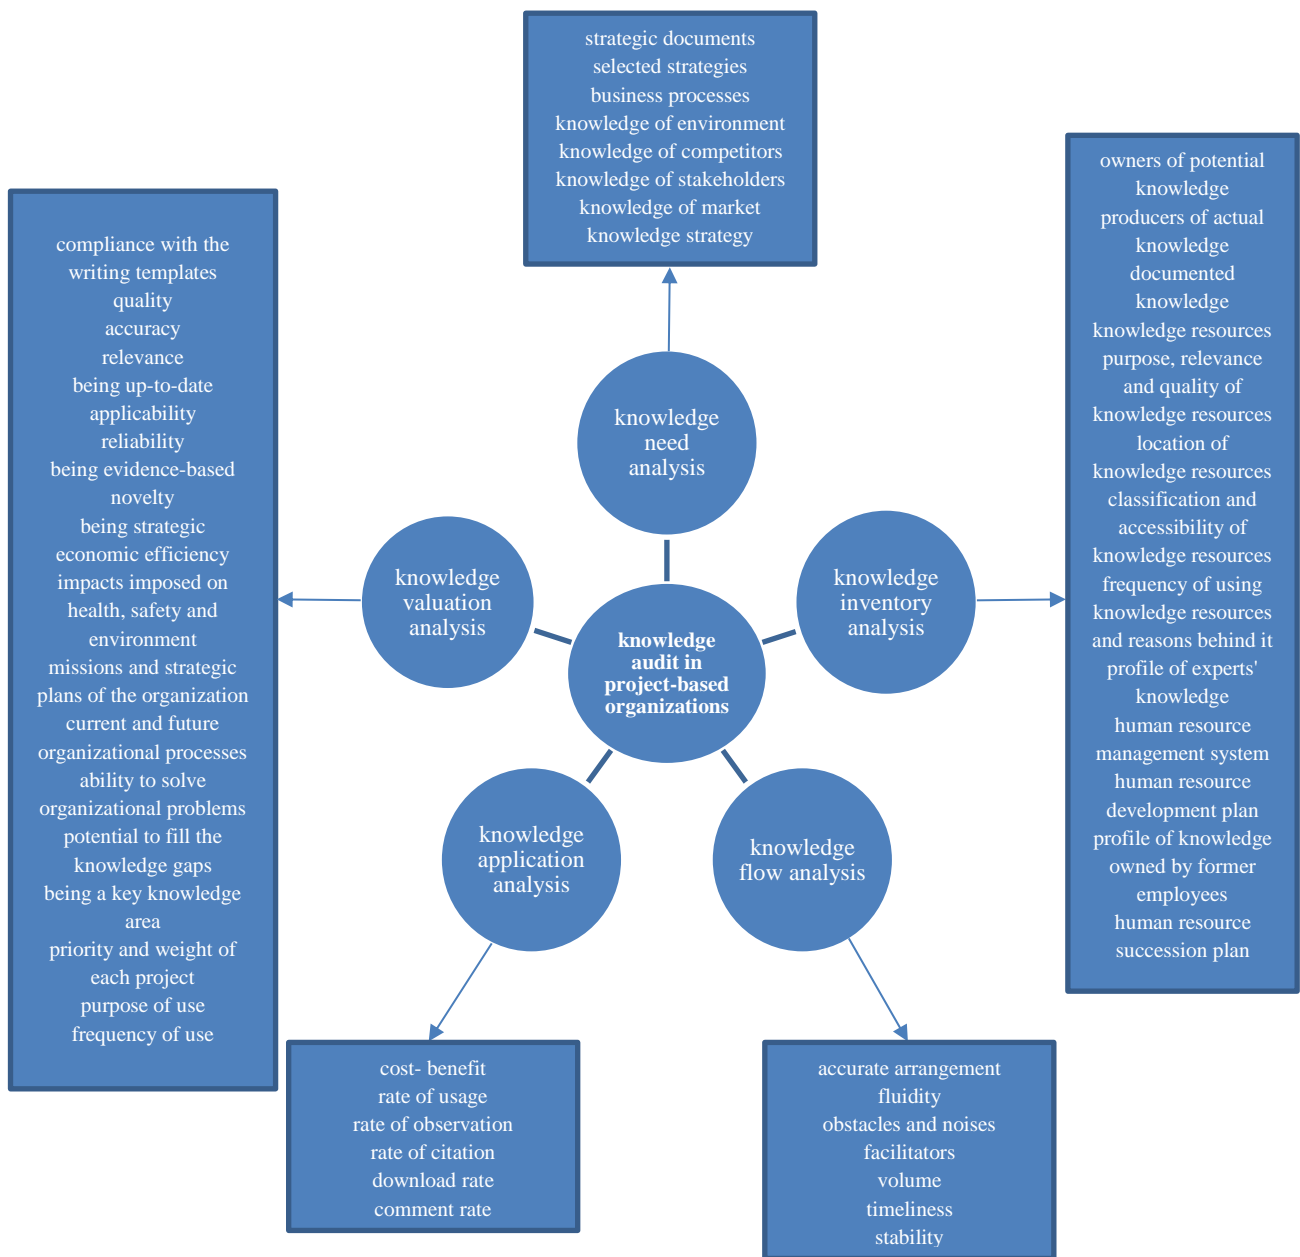 strategic documents
selected strategies
business processes
knowledge of environment
knowledge of competitors
knowledge of stakeholders
knowledge of market
knowledge strategy
compliance with the
writing templates
quality
accuracy
relevance
being up-to-date
applicability
reliability
being evidence-based
novelty
being strategic
economic efficiency
impacts imposed on
health, safety and
environment
missions and strategic
plans of the organization
current and future
organizational processes
ability to solve
organizational problems
potential to fill the
knowledge gaps
being a key knowledge
area
priority and weight of
each project
purpose of use
frequency of use
knowledge
need
analysis
knowledge
valuation
analysis
knowledge
audit in
project-based
organizations
knowledge
inventory
analysis
knowledge
application
analysis
knowledge
flow analysis
owners of potential
knowledge
producers of actual
knowledge
documented
knowledge
knowledge resources
purpose, relevance
and quality of
knowledge resources
location of
knowledge resources
classification and
accessibility of
knowledge resources
frequency of using
knowledge resources
and reasons behind it
profile of experts'
knowledge
human resource
management system
human resource
development plan
profile of knowledge
owned by former
employees
human resource
succession plan
cost- benefit
rate of usage
rate of observation
rate of citation
download rate
comment rate
accurate arrangement
fluidity
obstacles and noises
facilitators
volume
timeliness
stability